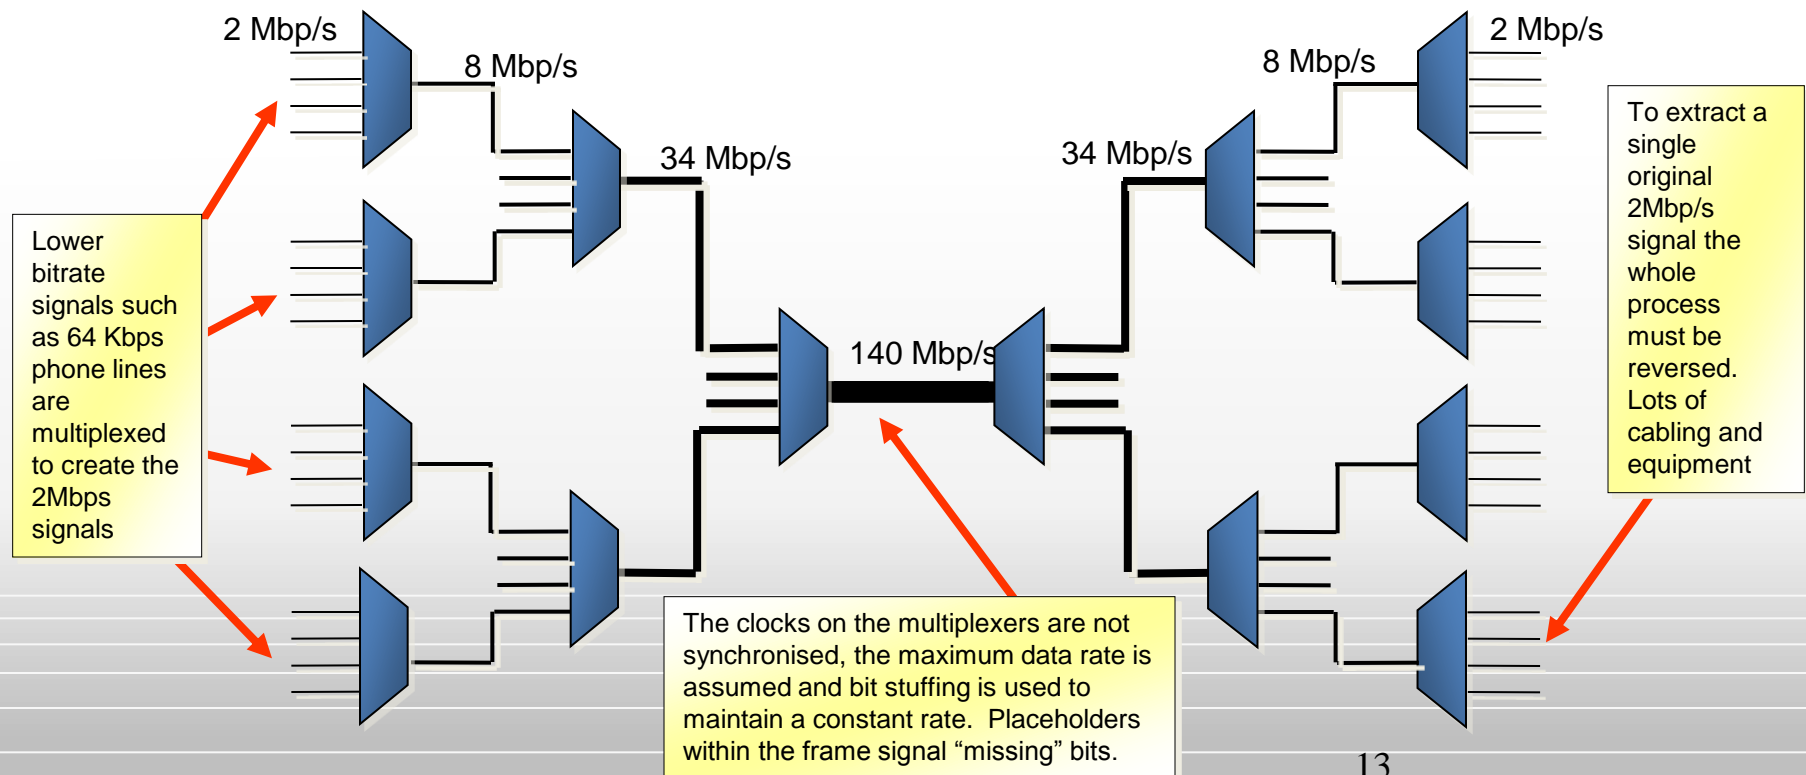 2 Mbp/s
8 Mbp/s
34 Mbp/s
140 Mbp/s
34 Mbp/s
8 Mbp/s
2 Mbp/s
Lower
bitrate
signals such
as 64 Kbps
phone lines
are
multiplexed
to create the
2Mbps
signals
The clocks on the multiplexers are not
synchronised, the maximum data rate is
assumed and bit stuffing is used to
maintain a constant rate.  Placeholders
within the frame signal “missing” bits.
To extract a
single
original
2Mbp/s
signal the
whole
process
must be
reversed.
Lots of
cabling and
equipment
13